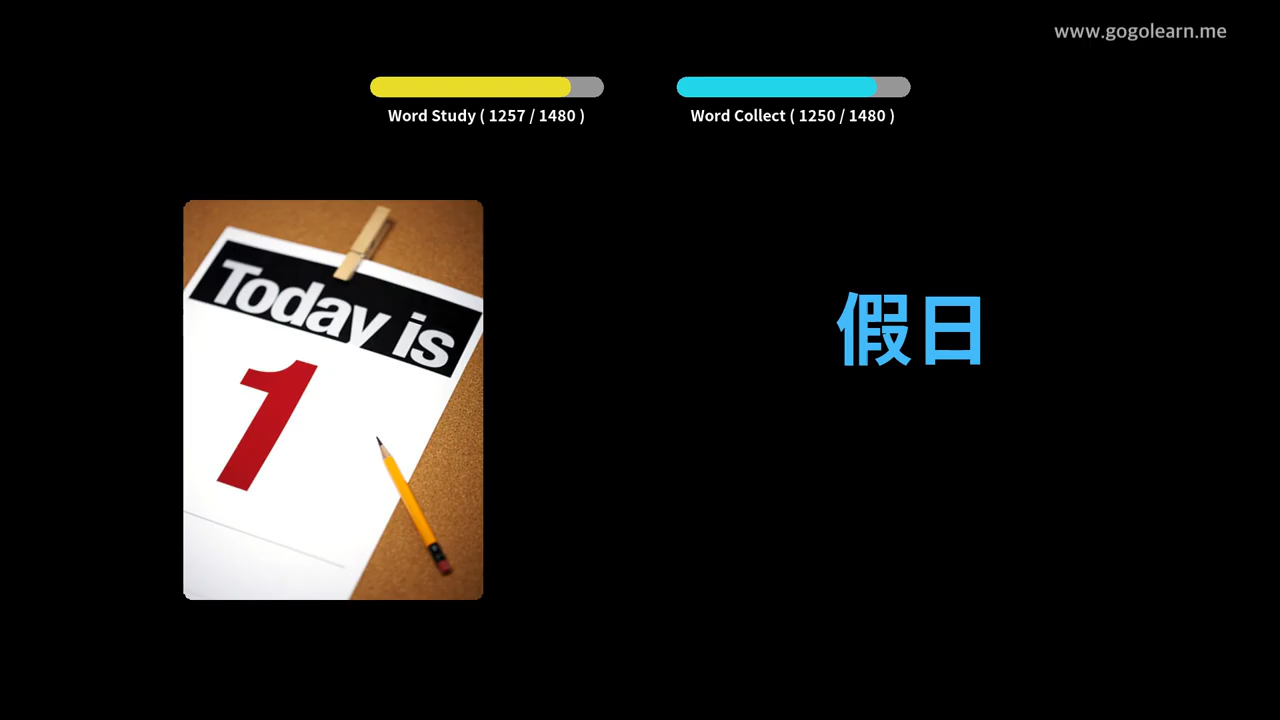 www.gogolearn.me
Word Study ( 1257 / 1480 )
Word Collect ( 1250 / 1480 )
Today is
1
假日